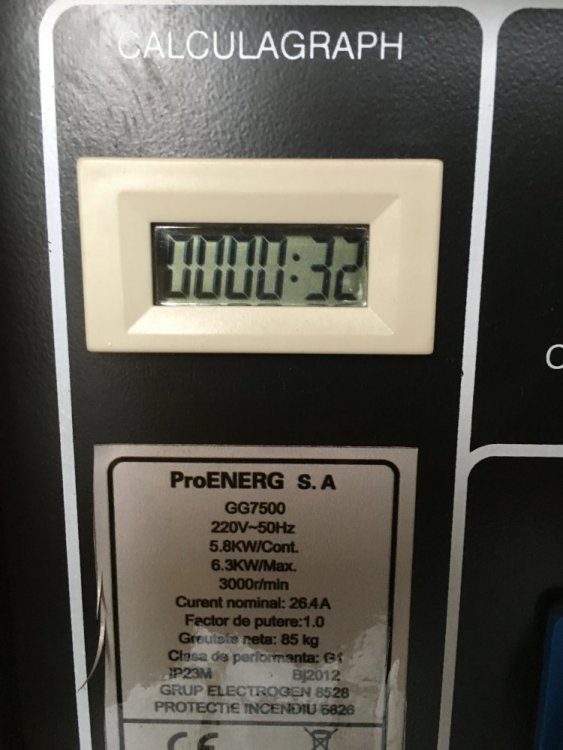 CALCULAGRAPH
0000:32
C
ProENERG S.A
GG7500
220V~50Hz
5.8KW/Cont.
6.3KW/Max.
3000r/min
Curent nominal: 26.4A
Factor de putere:1.0
Greutate neta: 85 kg
Clasa de performanta: G1
IP23M Bj2012
GRUP ELECTROGEN 8528
PROTECTIE INCENDIU 6826
CE